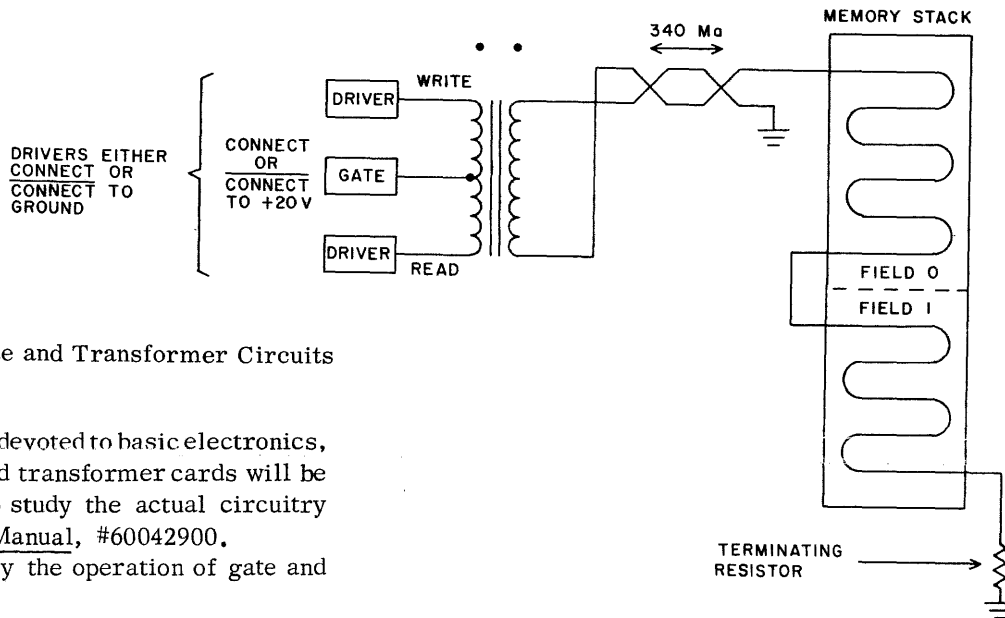 MEMORY STACK
340 Ma
WRITE
DRIVER
DRIVERS EITHER
CONNECT OR
CONNECT TO
GROUND
CONNECT
OR
CONNECT
TO +20V
GATE
DRIVER
READ
FIELD 0
FIELD 1
e and Transformer Circuits
devoted to basic electronics,
d transformer cards will be
study the actual circuitry
Manual, #60042900.
y the operation of gate and
TERMINATING
RESISTOR